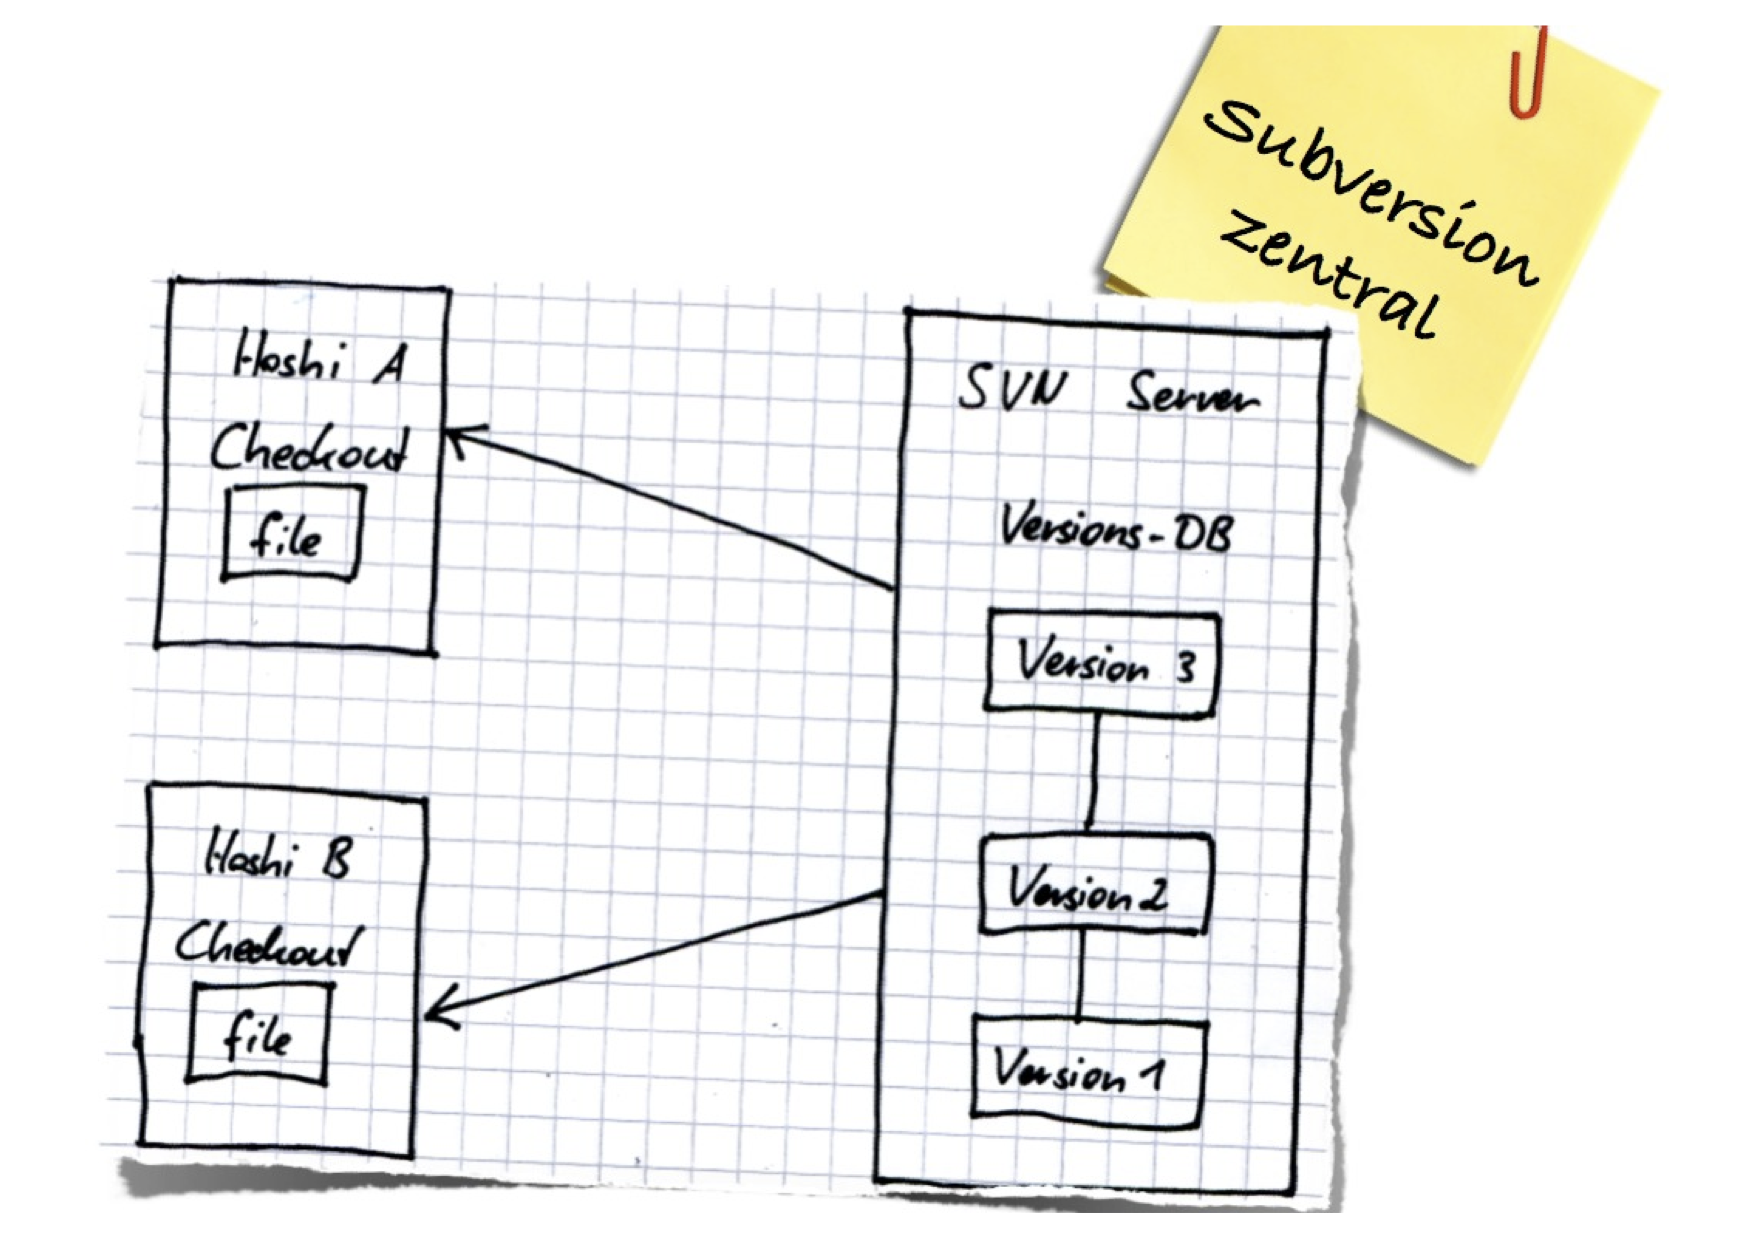 Subversion
zentral
Hoshi A
Checkout
file
Hoshi B
Checkout
file
SVN Server
Versions-DB
Version 3
Version 2
Version 1